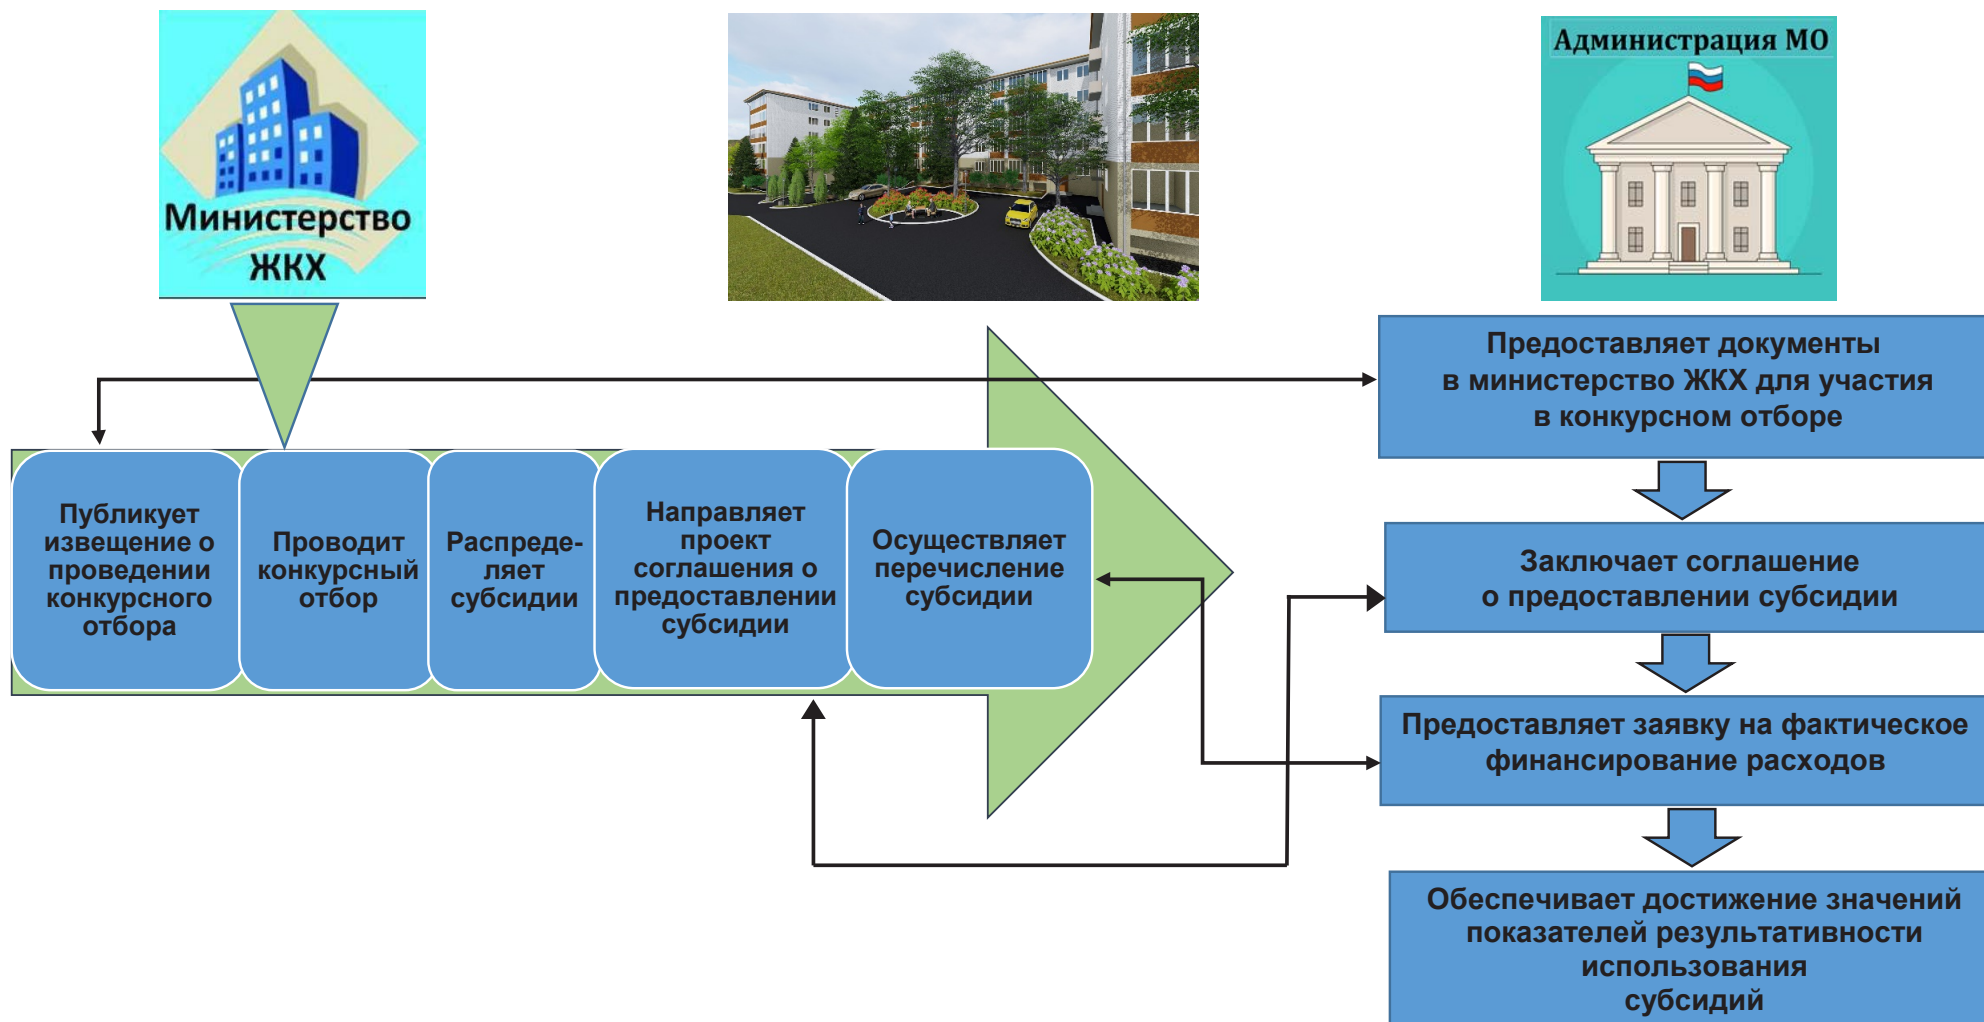 Министерство
ЖКХ
Администрация МО
Предоставляет документы
в министерство ЖКХ для участия
в конкурсном отборе
Публикует
извещение о
проведении
конкурсного
отбора
Проводит
конкурсный
отбор
Распреде-
ляет
субсидии
Направляет
проект
соглашения о
предоставлении
субсидии
Осуществляет
перечисление
субсидии
Заключает соглашение
о предоставлении субсидии
Предоставляет заявку на фактическое
финансирование расходов
Обеспечивает достижение значений
показателей результативности
использования
субсидий